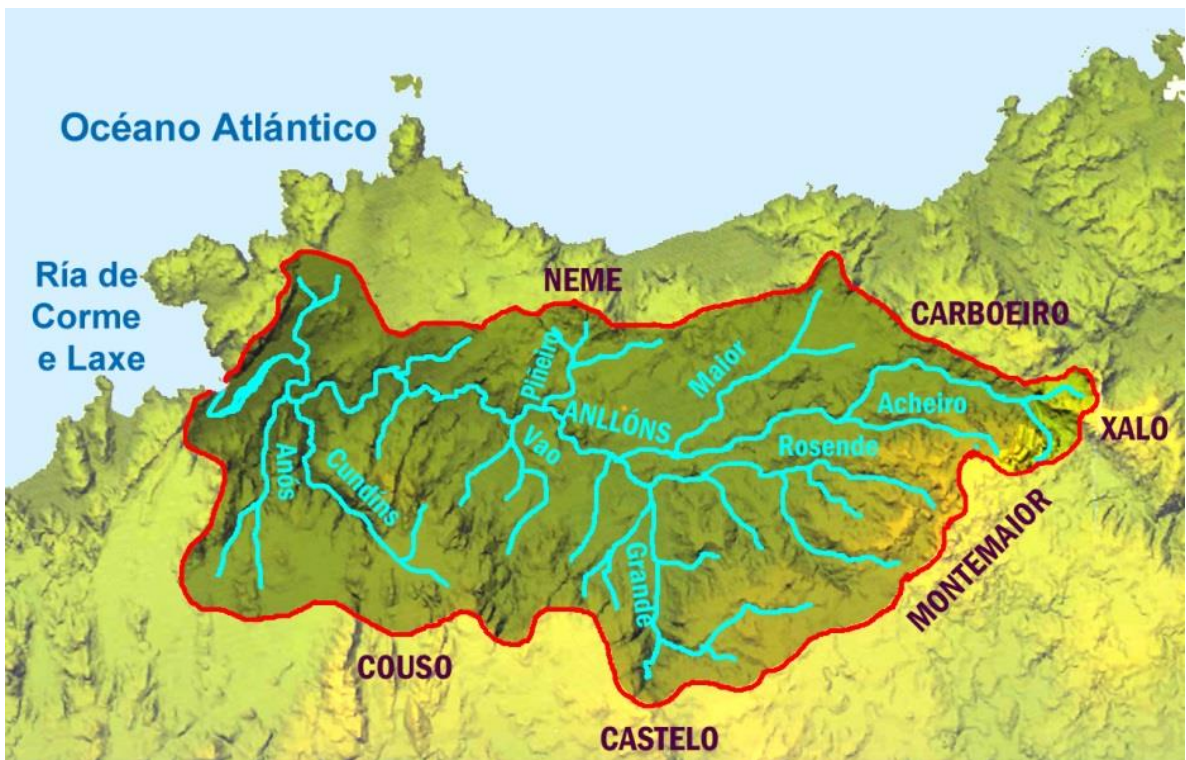 Océano Atlántico
Ría de
Corme
e Laxe
NEME
CARBOEIRO
Piñeiro
Maior
ANLLÓNS
Acheiro
XALO
Vao
Rosende
Anós
Cundíns
Grande
MONTEMAIOR
COUSO
CASTELO